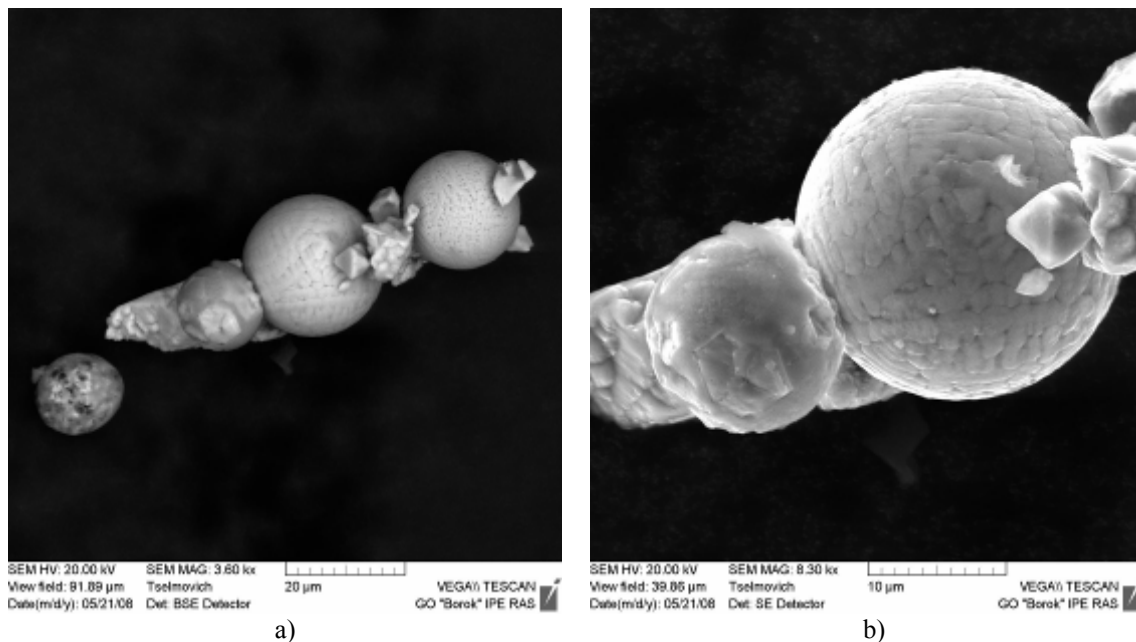 SEM HV: 20.00 kV SEM MAG: 3.60 kx
View field: 91.89 µm Tselmovich 20 µm VEGA\\ TESCAN
Date(m/d/y): 05/21/08 Det: BSE Detector GO "Borok" IPE RAS
a)
SEM HV: 20.00 kV SEM MAG: 8.30 kx
View field: 39.86 µm Tselmovich 10 µm VEGA\\ TESCAN
Date(m/d/y): 05/21/08 Det: SE Detector GO "Borok" IPE RAS
b)